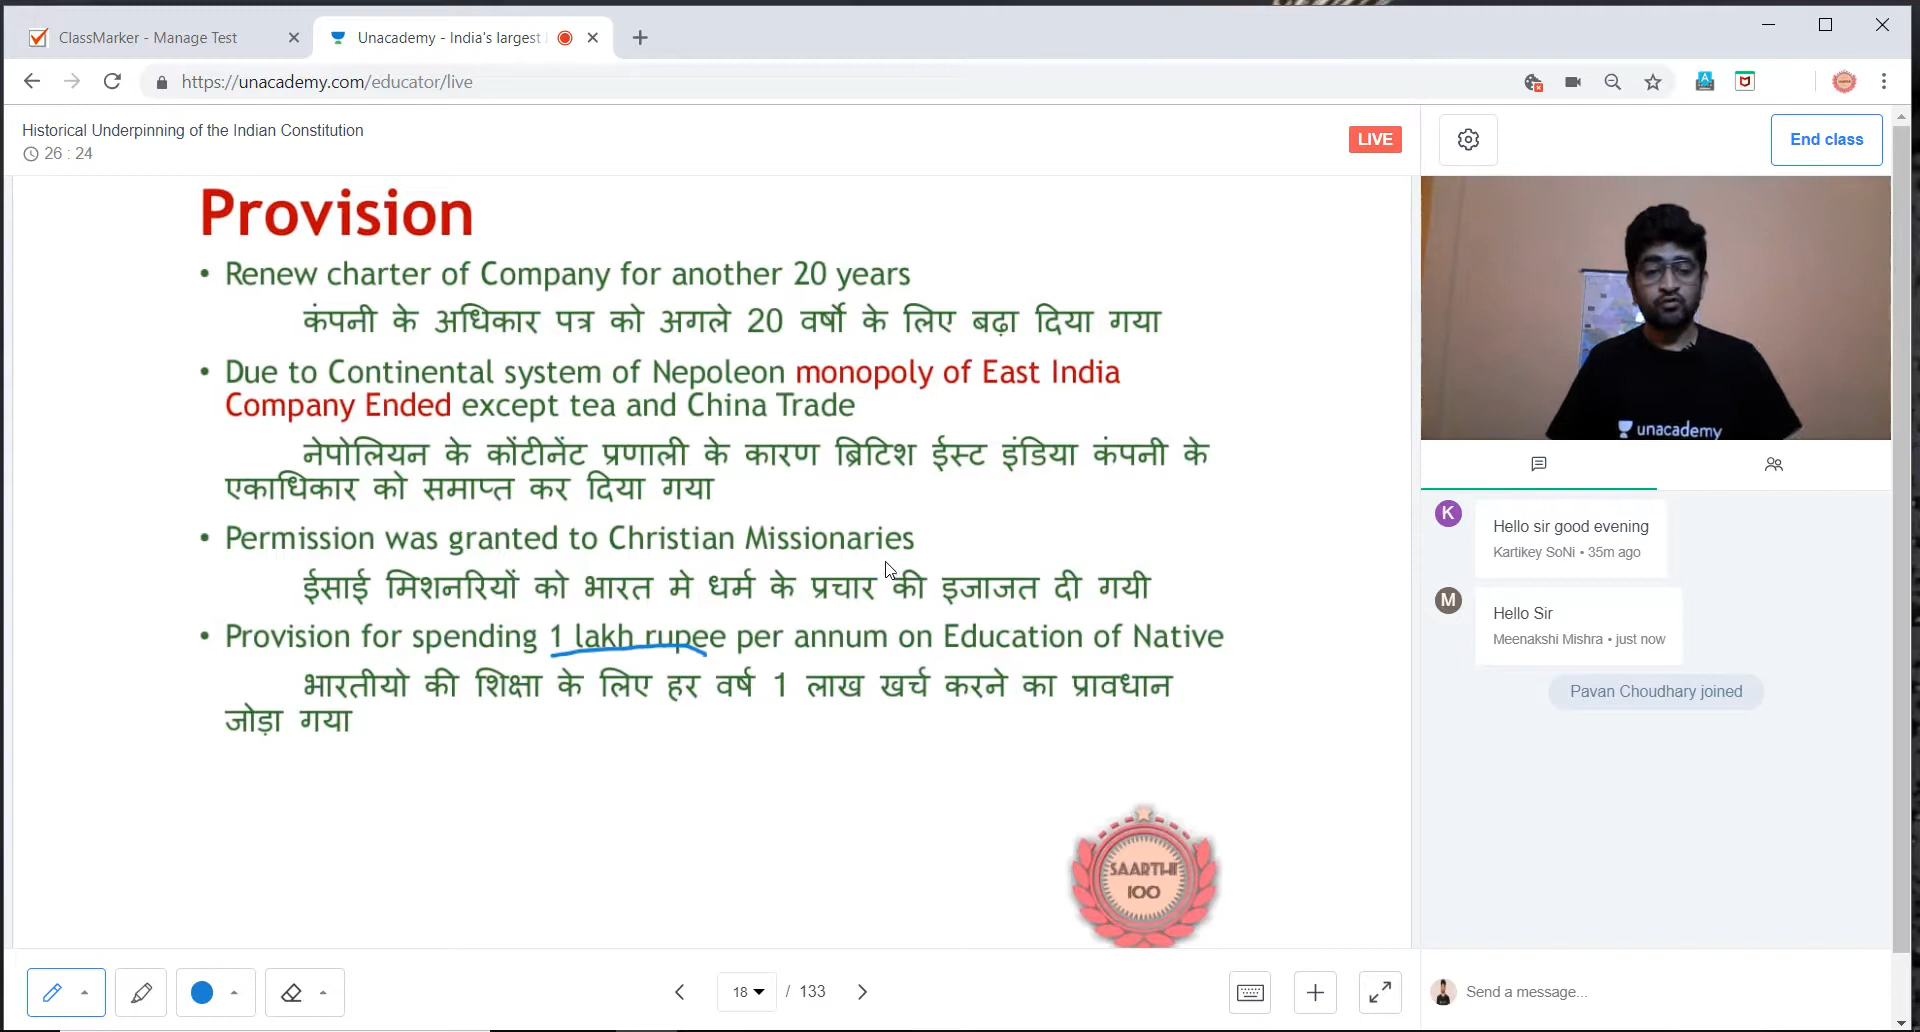 ClassMarker - Manage Test
Unacademy - India's largest
https://unacademy.com/educator/live
Historical Underpinning of the Indian Constitution
26 : 24
LIVE
End class
Provision
• Renew charter of Company for another 20 years
कंपनी के अधिकार पत्र को अगले 20 वर्षो के लिए बढ़ा दिया गया
• Due to Continental system of Nepoleon monopoly of East India
Company Ended except tea and China Trade
नेपोलियन के कोंटीनेंट प्रणाली के कारण ब्रिटिश ईस्ट इंडिया कंपनी के
एकाधिकार को समाप्त कर दिया गया
• Permission was granted to Christian Missionaries
ईसाई मिशनरियों को भारत मे धर्म के प्रचार की इजाजत दी गयी
• Provision for spending 1 lakh rupee per annum on Education of Native
भारतीयो की शिक्षा के लिए हर वर्ष 1 लाख खर्च करने का प्रावधान
जोड़ा गया
SAARTHI
100
unacademy
K
Hello sir good evening
Kartikey SoNi • 35m ago
M
Hello Sir
Meenakshi Mishra • just now
Pavan Choudhary joined
18 / 133
Send a message...